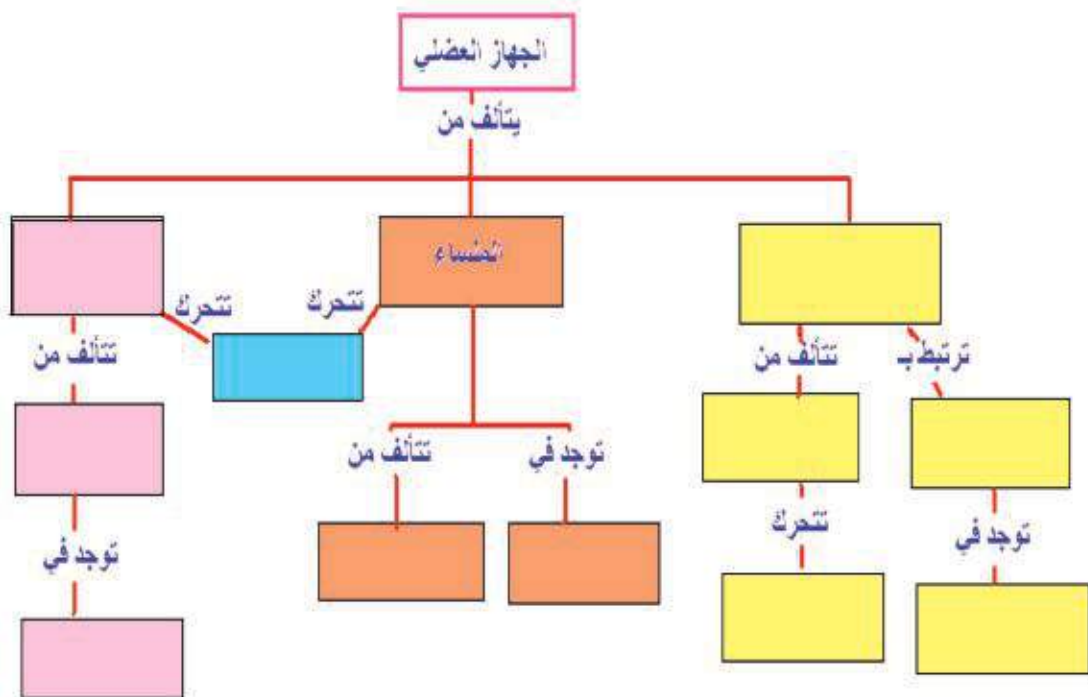 الجهاز العضلي
يتألف من
الملساء
تتحرك
تتحرك
ترتبط بـ
تتألف من
تتألف من
توجد في
تتألف من
توجد في
تتحرك
توجد في